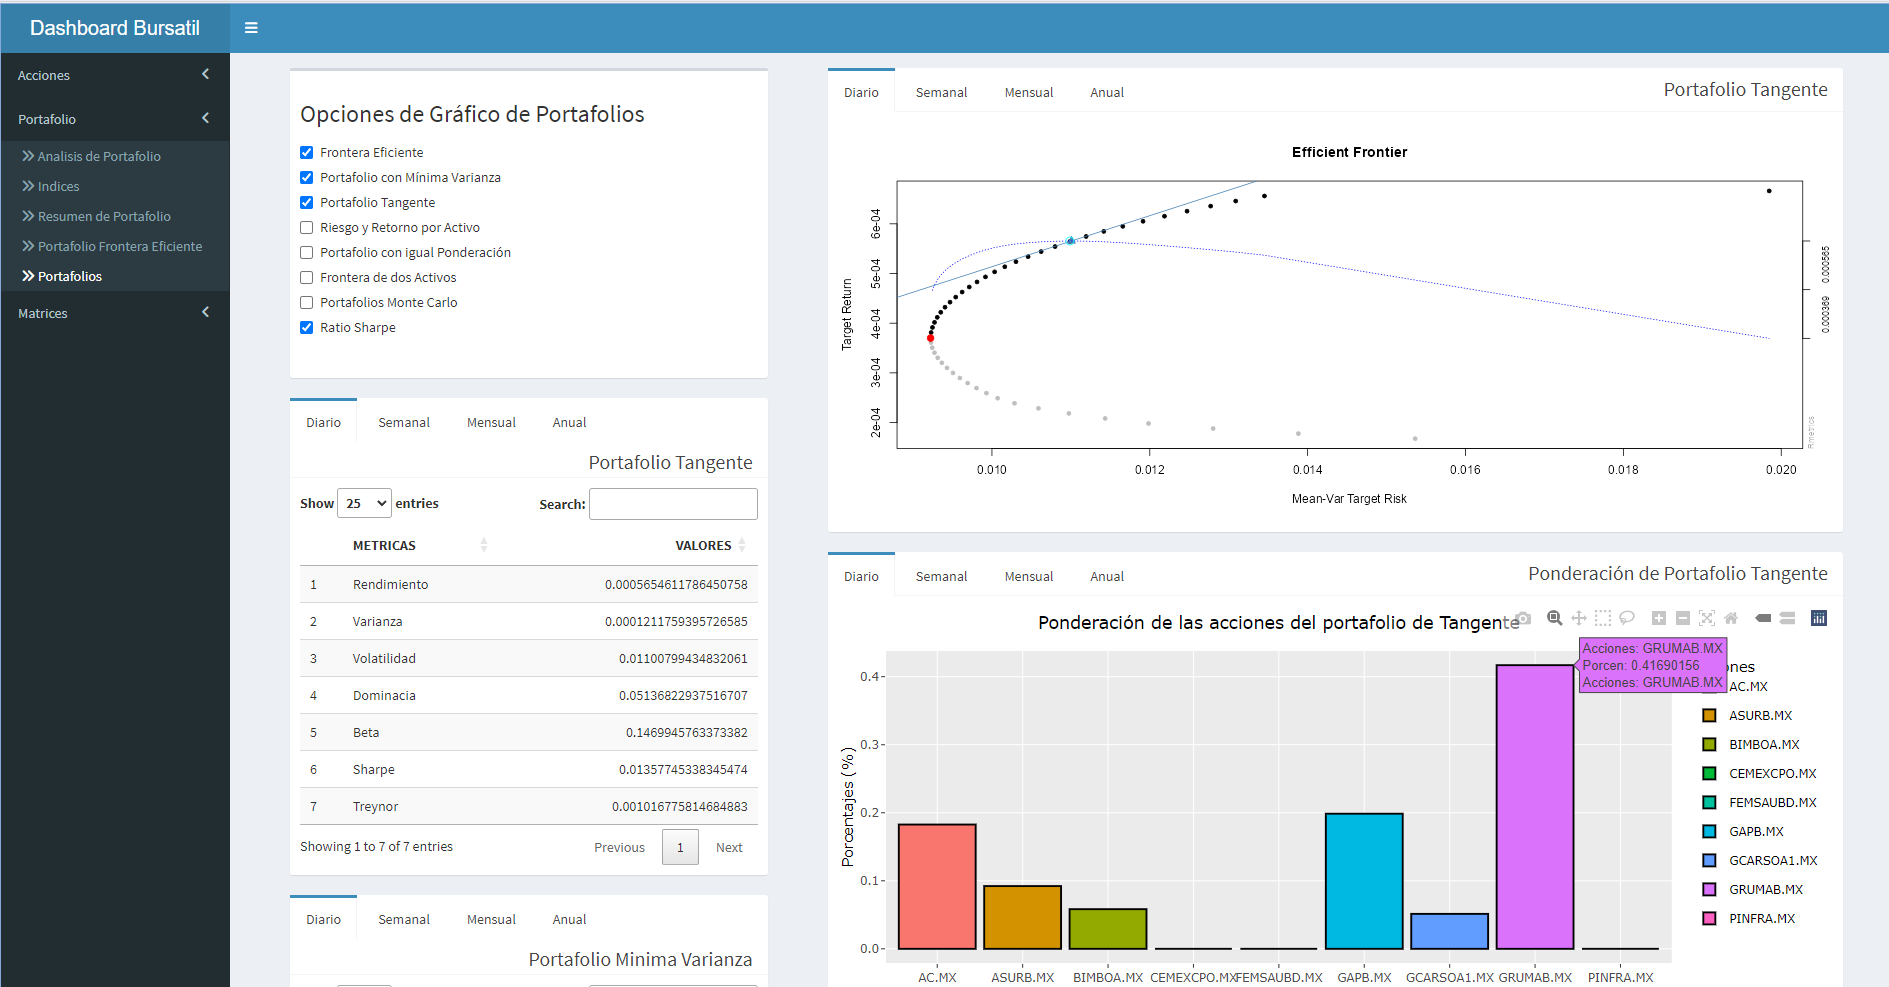 Dashboard Bursatil
Acciones
Portafolio
Analisis de Portafolio
Indices
Resumen de Portafolio
Portafolio Frontera Eficiente
Portafolios
Matrices
Opciones de Gráfico de Portafolios
Frontera Eficiente
Portafolio con Mínima Varianza
Portafolio Tangente
Riesgo y Retorno por Activo
Portafolio con igual Ponderación
Frontera de dos Activos
Portafolios Monte Carlo
Ratio Sharpe
Diario Semanal Mensual Anual
Portafolio Tangente
Show 25 entries Search:
METRICAS VALORES
1 Rendimiento 0.0005654611786450758
2 Varianza 0.0001211759395726585
3 Volatilidad 0.01100799434832061
4 Dominacia 0.05136822937516707
5 Beta 0.1469945763373382
6 Sharpe 0.01357745338345474
7 Treynor 0.001016775814684883
Showing 1 to 7 of 7 entries Previous 1 Next
Diario Semanal Mensual Anual
Portafolio Minima Varianza
Diario Semanal Mensual Anual Portafolio Tangente
Efficient Frontier
Target Return
6e-04
5e-04
4e-04
3e-04
2e-04
0.000565
0.000369
Rmetrics
0.010 0.012 0.014 0.016 0.018 0.020
Mean-Var Target Risk
Diario Semanal Mensual Anual Ponderación de Portafolio Tangente
Ponderación de las acciones del portafolio de Tangente
Acciones: GRUMAB.MX
Porcen: 0.41690156
Acciones: GRUMAB.MX
Porcentajes (%)
0.4
0.3
0.2
0.1
0.0
ones
AC.MX
ASURB.MX
BIMBOA.MX
CEMEXCPO.MX
FEMSAUBD.MX
GAPB.MX
GCARSOA1.MX
GRUMAB.MX
PINFRA.MX
AC.MX ASURB.MX BIMBOA.MX CEMEXCPO.MX FEMSAUBD.MX GAPB.MX GCARSOA1.MX GRUMAB.MX PINFRA.MX